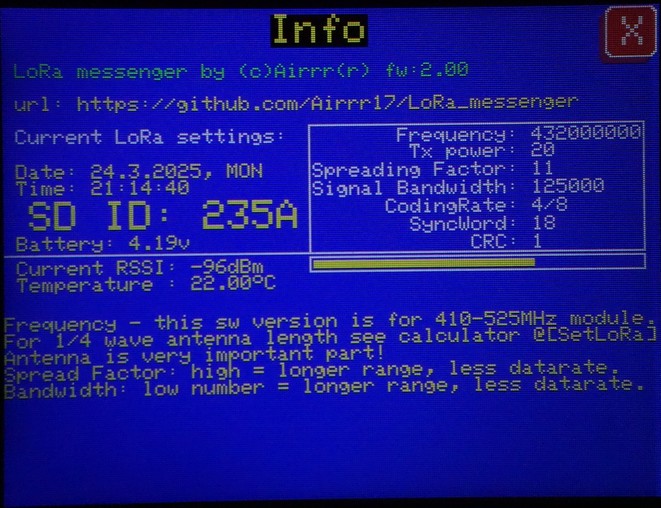 Info
X
LoRa messenger by (c)Airrr(r) fw:2.00
url: https://github.com/Airrr17/LoRa_messenger
Current LoRa settings:
Date: 24.3.2025, MON
Time: 21:14:40
SD ID: 235A
Battery: 4.19v
Frequency: 432000000
Tx power: 20
Spreading Factor: 11
Signal Bandwidth: 125000
CodingRate: 4/8
SyncWord: 18
CRC: 1
Current RSSI: -96dBm
Temperature : 22.00ºC
Frequency - this sw version is for 410-525MHz module.
For 1/4 wave antenna length see calculator @[SetLoRa]
Antenna is very important part!
Spread Factor: high = longer range, less datarate.
Bandwidth: low number = longer range, less datarate.